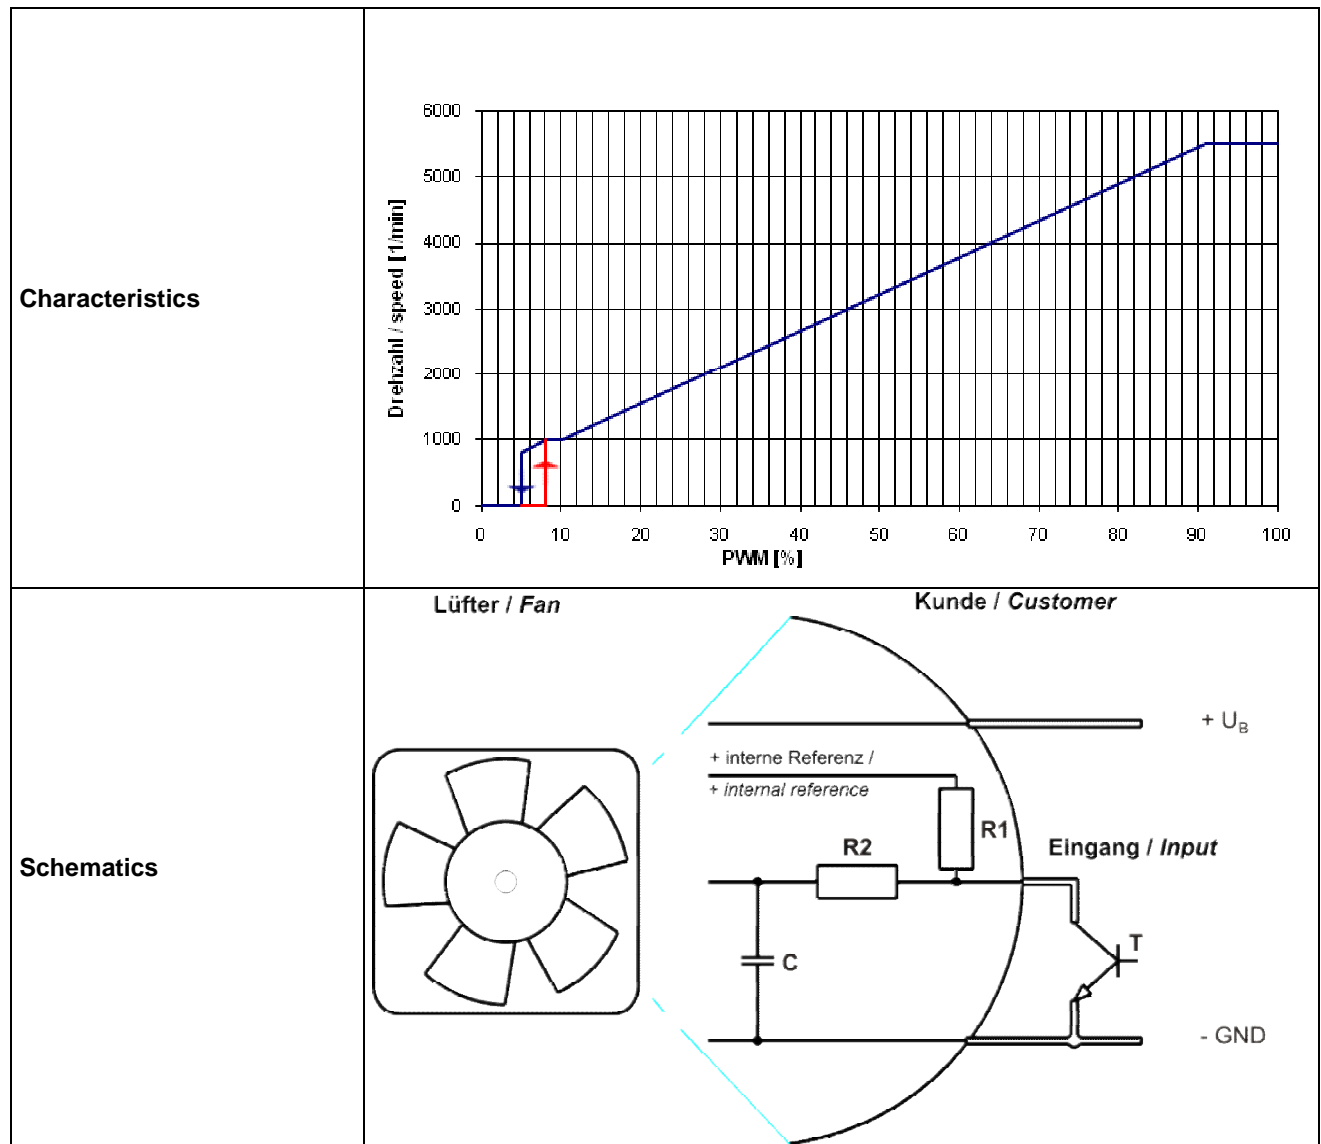 Characteristics
Drehzahl / speed [1/min]
6000
5000
4000
3000
2000
1000
0
0 10 20 30 40 50 60 70 80 90 100
PWM [%]
Schematics
Lüfter / Fan
Kunde / Customer
+ UB
+ interne Referenz /
+ internal reference
R1
R2
Eingang / Input
T
C
- GND